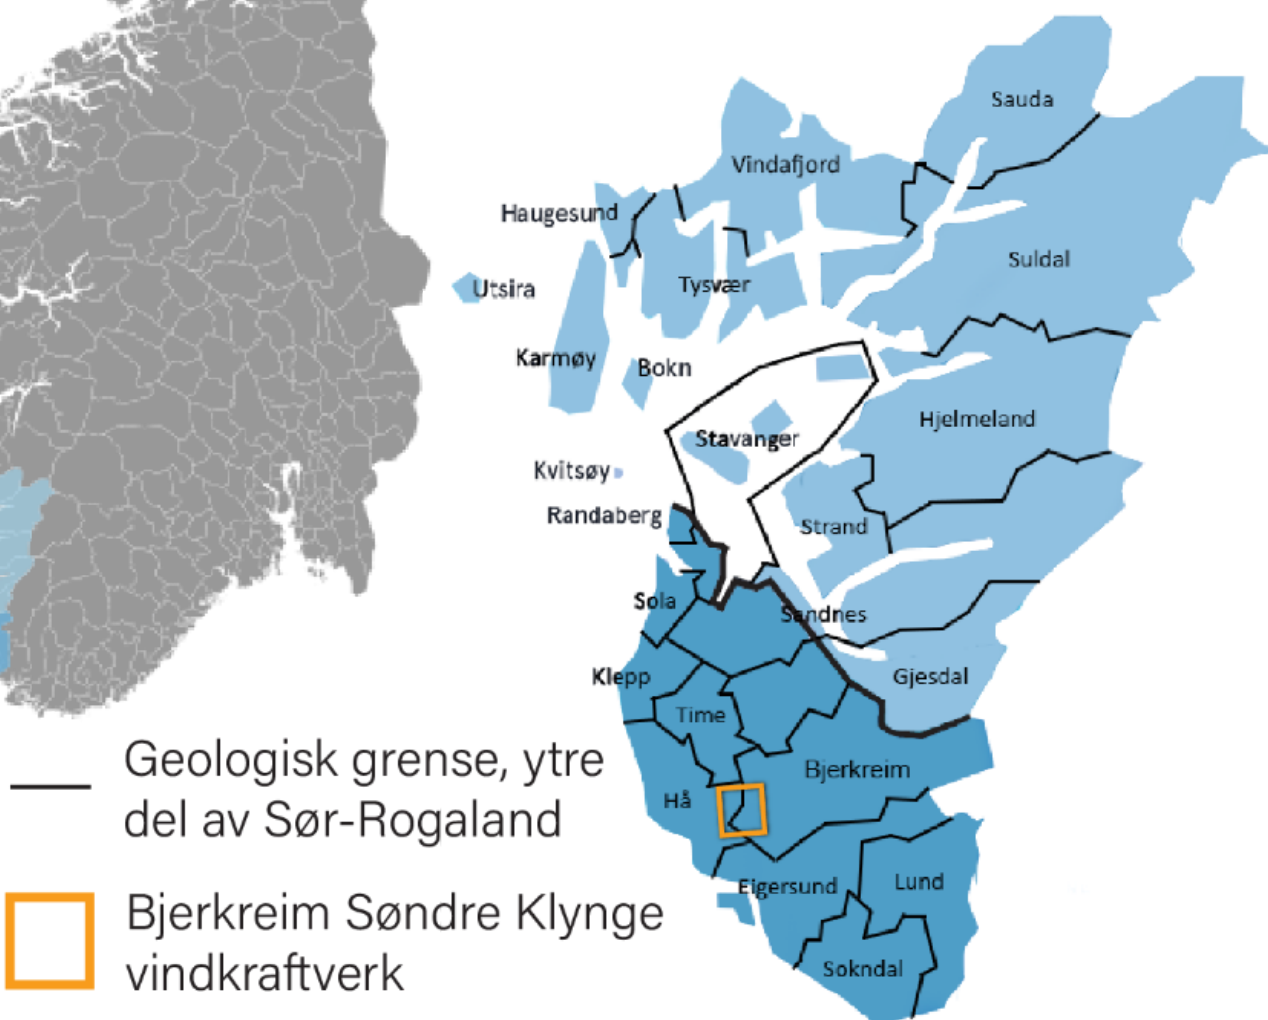 Sauda
Vindafjord
Haugesund
Suldal
Utsira
Tysvær
Karmøy
Bokn
Hjelmeland
Stavanger
Kvitsøy
Randaberg
Strand
Sola
Sandnes
Klepp
Gjesdal
Time
Bjerkreim
Hå
Eigersund
Lund
Sokndal
Geologisk grense, ytre
del av Sør-Rogaland
Bjerkreim Søndre Klynge
vindkraftverk